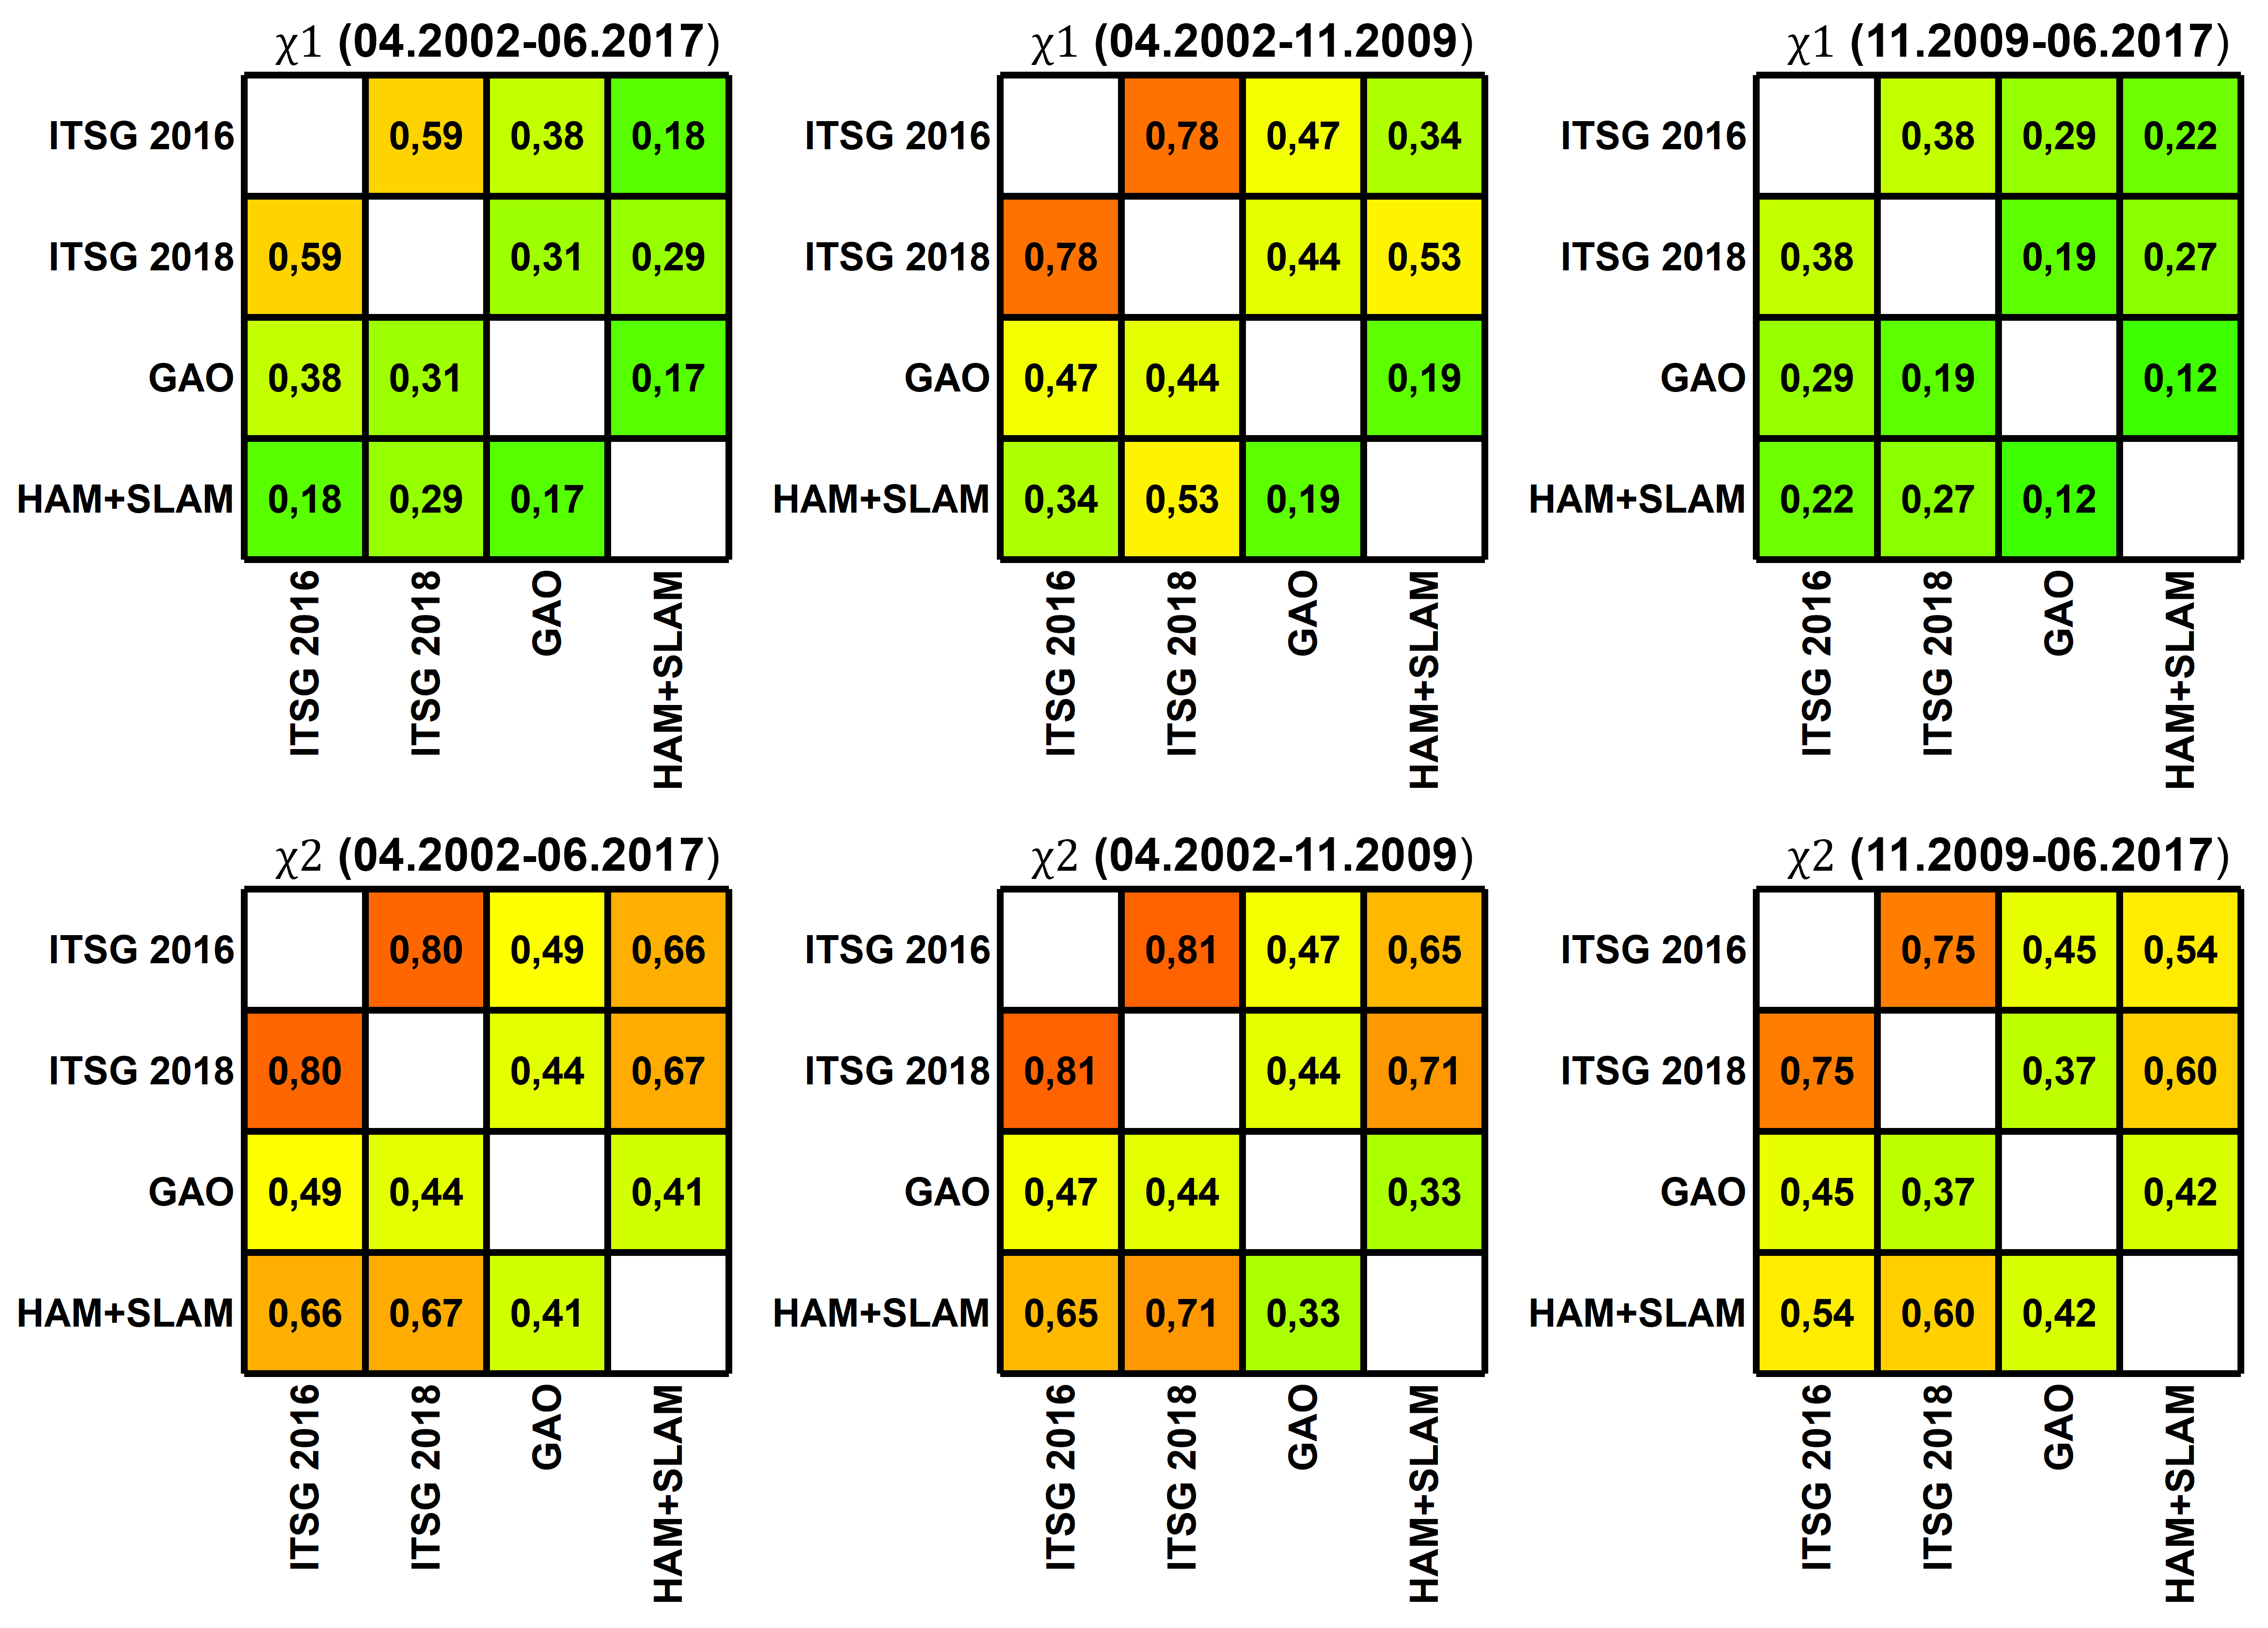 χ1 (04.2002-06.2017) χ1 (04.2002-11.2009) χ1 (11.2009-06.2017)
ITSG 2016 0,59 0,38 0,18 ITSG 2016 0,78 0,47 0,34 ITSG 2016 0,38 0,29 0,22
ITSG 2018 0,59 0,31 0,29 ITSG 2018 0,78 0,44 0,53 ITSG 2018 0,38 0,19 0,27
GAO 0,38 0,31 0,17 GAO 0,47 0,44 0,19 GAO 0,29 0,19 0,12
HAM+SLAM 0,18 0,29 0,17 HAM+SLAM 0,34 0,53 0,19 HAM+SLAM 0,22 0,27 0,12
ITSG 2016 ITSG 2018 GAO HAM+SLAM ITSG 2016 ITSG 2018 GAO HAM+SLAM ITSG 2016 ITSG 2018 GAO HAM+SLAM
χ2 (04.2002-06.2017) χ2 (04.2002-11.2009) χ2 (11.2009-06.2017)
ITSG 2016 0,80 0,49 0,66 ITSG 2016 0,81 0,47 0,65 ITSG 2016 0,75 0,45 0,54
ITSG 2018 0,80 0,44 0,67 ITSG 2018 0,81 0,44 0,71 ITSG 2018 0,75 0,37 0,60
GAO 0,49 0,44 0,41 GAO 0,47 0,44 0,33 GAO 0,45 0,37 0,42
HAM+SLAM 0,66 0,67 0,41 HAM+SLAM 0,65 0,71 0,33 HAM+SLAM 0,54 0,60 0,42
ITSG 2016 ITSG 2018 GAO HAM+SLAM ITSG 2016 ITSG 2018 GAO HAM+SLAM ITSG 2016 ITSG 2018 GAO HAM+SLAM